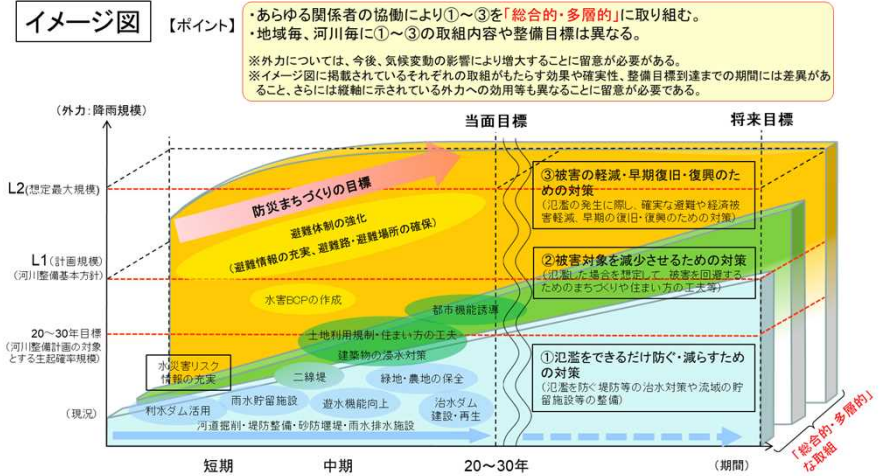 イメージ図
【ポイント】
・あらゆる関係者の協働により①～③を「総合的・多層的」に取り組む。
・地域毎、河川毎に①～③の取組内容や整備目標は異なる。
※外力については、今後、気候変動の影響により増大することに留意が必要がある。
※イメージ図に掲載されているそれぞれの取組がもたらす効果や確実性、整備目標到達までの期間には差異があ
ること、さらには縦軸に示されている外力への効用等も異なることに留意が必要である。
(外力:降雨規模)
当面目標
将来目標
L2(想定最大規模)
L1(計画規模)
(河川整備基本方針)
20～30年目標
(河川整備計画の対象
とする生起確率規模)
(現況)
防災まちづくりの目標
避難体制の強化
(避難情報の充実、避難路・避難場所の確保)
水害BCPの作成
都市機能誘導
土地利用規制・住まい方の工夫
建築物の浸水対策
水災害リスク
情報の充実
二線堤
緑地・農地の保全
利水ダム活用
雨水貯留施設
遊水機能向上
治水ダム
建設・再生
河道掘削・堤防整備・砂防堰堤・雨水排水施設
③被害の軽減・早期復旧・復興のた
めの対策
(氾濫の発生に際し、確実な避難や経済被
害軽減、早期の復旧・復興のための対策)
②被害対象を減少させるための対策
(氾濫した場合を想定して、被害を回避する
ためのまちづくりや住まい方の工夫等)
①氾濫をできるだけ防ぐ・減らすため
の対策
(氾濫を防ぐ堤防等の治水対策や流域の貯
留施設等の整備)
短期
中期
20～30年
(期間)
「総合的・多層的」
な取組